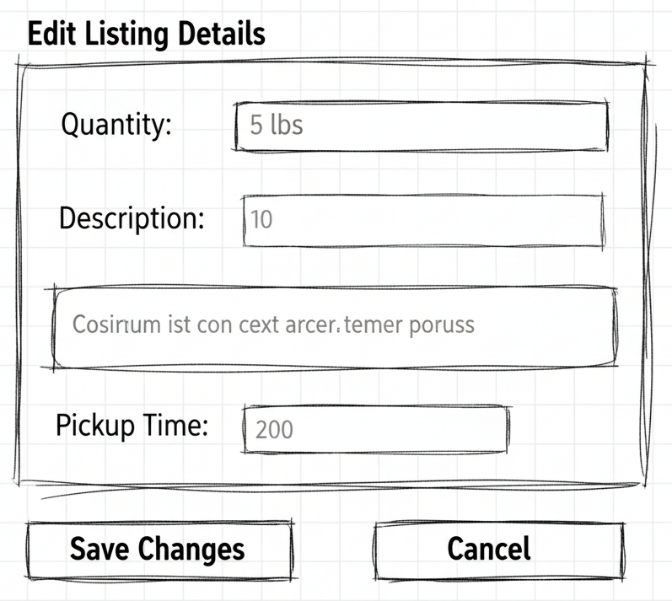 Edit Listing Details
Quantity: 5 lbs
Description: 10
ist con cext arcer. temer poruss
Pickup Time: 200
Save Changes Cancel